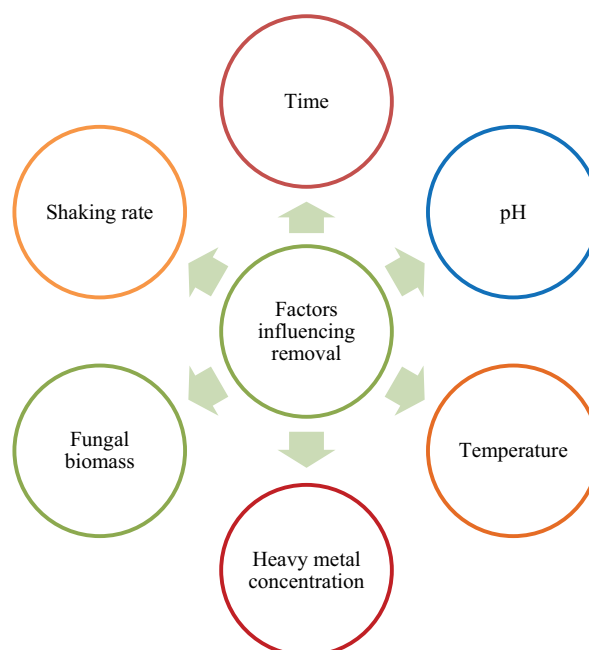 Time
Shaking rate
pH
Factors
influencing
removal
Fungal
biomass
Temperature
Heavy metal
concentration